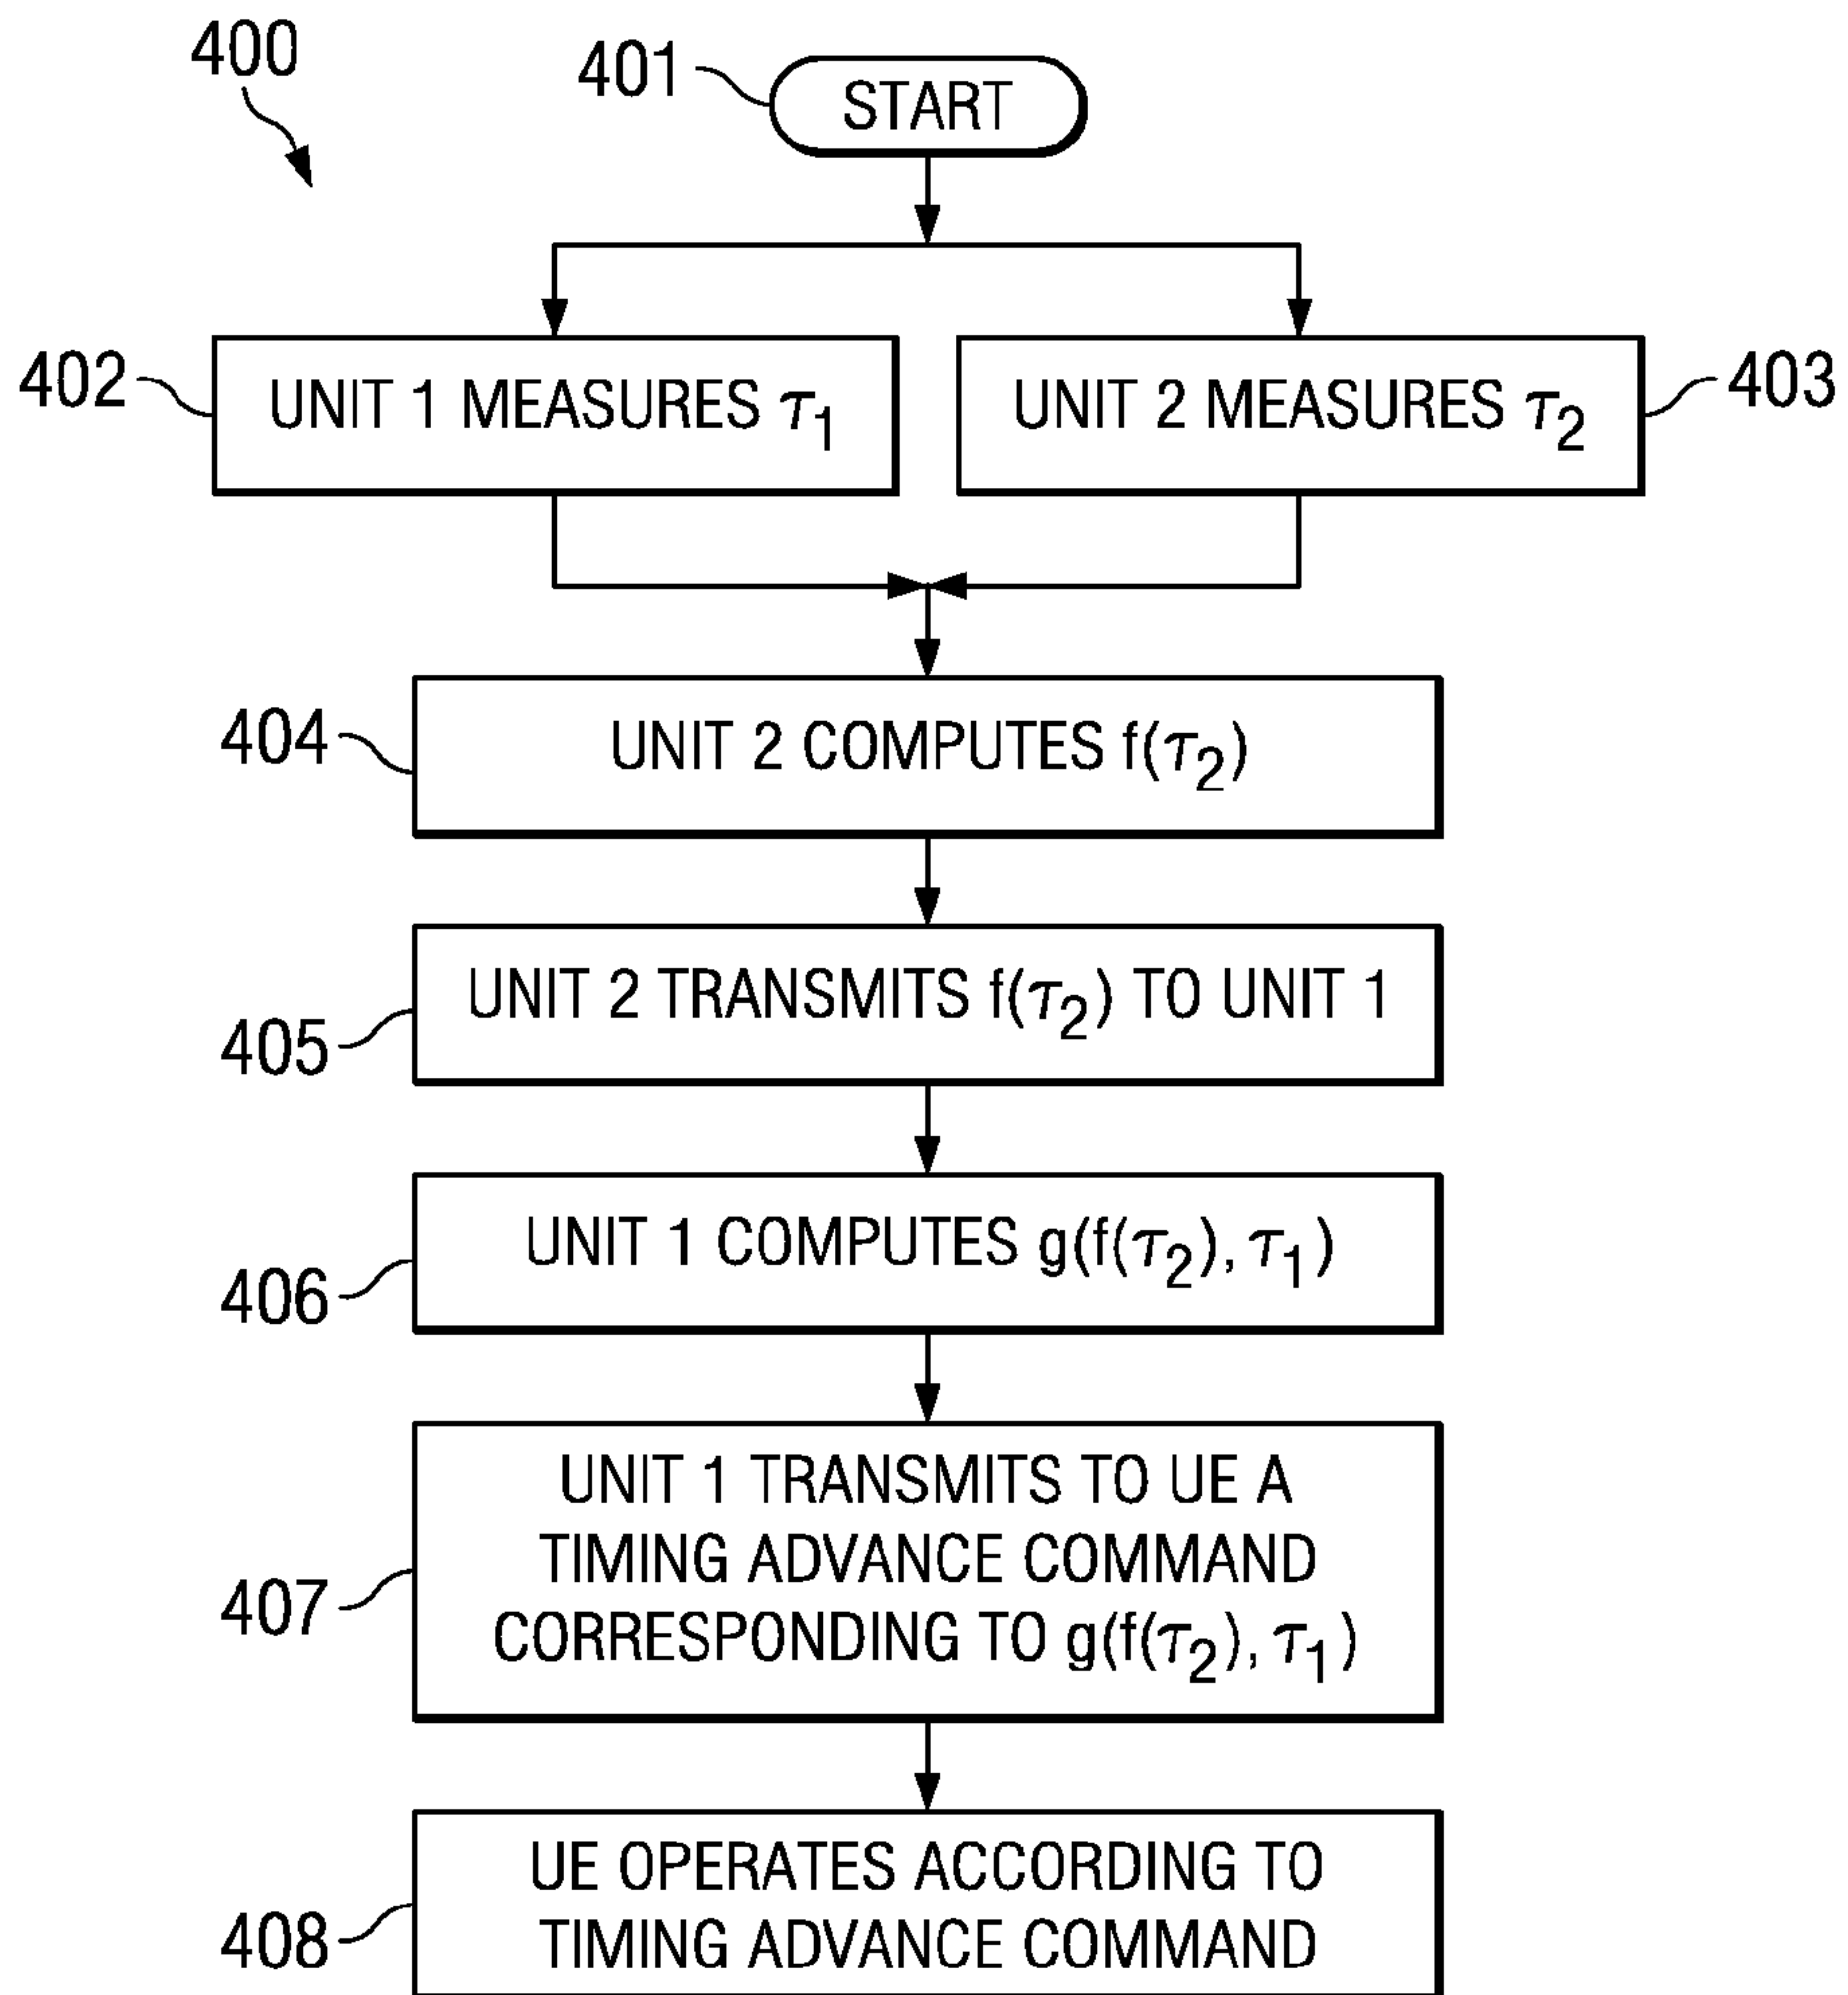 400
401
START
402
UNIT 1 MEASURES τ1
UNIT 2 MEASURES τ2
403
404
UNIT 2 COMPUTES f(τ2)
405
UNIT 2 TRANSMITS f(τ2) TO UNIT 1
406
UNIT 1 COMPUTES g(f(τ2), τ1)
407
UNIT 1 TRANSMITS TO UE A
TIMING ADVANCE COMMAND
CORRESPONDING TO g(f(τ2), τ1)
408
UE OPERATES ACCORDING TO
TIMING ADVANCE COMMAND